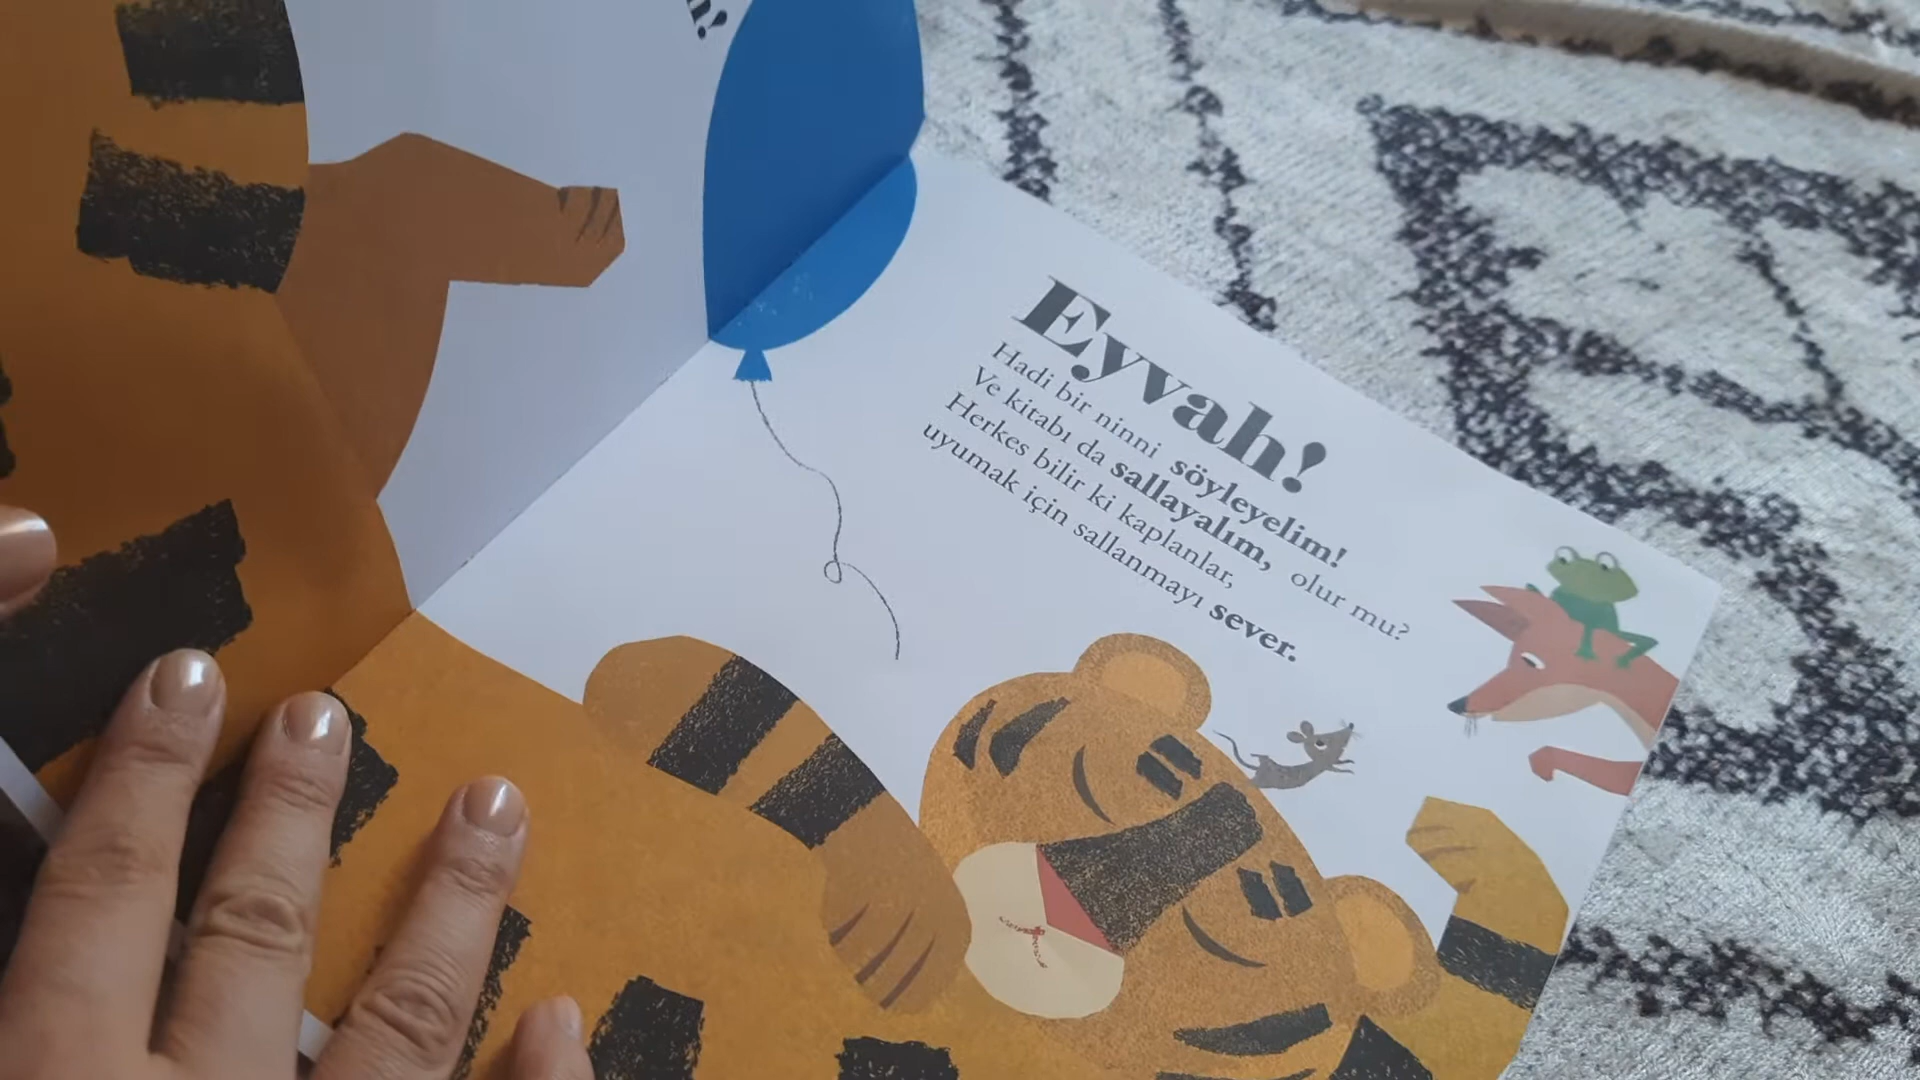 Eyvah!
Hadi bir ninni söyleyelim!
Ve kitabı da sallayalım, olur mu?
Herkes bilir ki kaplanlar,
uyumak için sallanmayı sever.